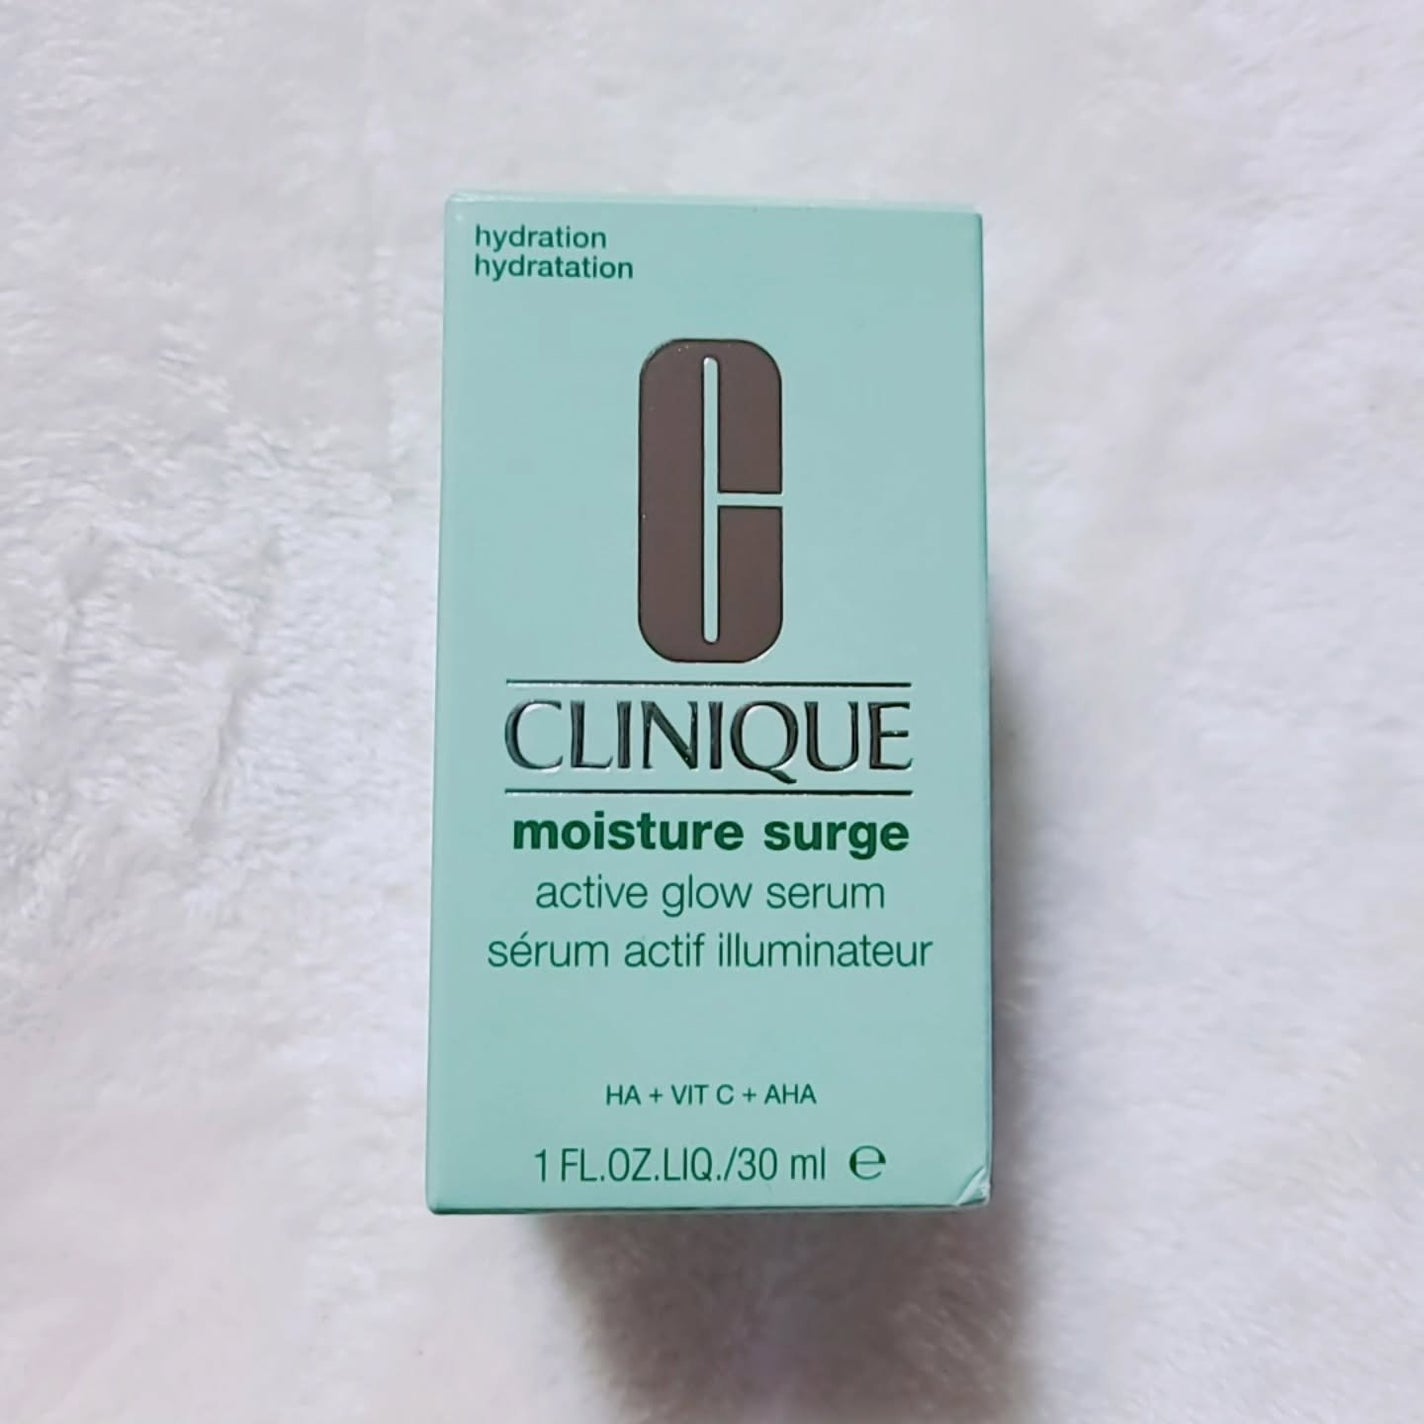 hydration
hydratation
C
CLINIQUE
moisture surge
active glow serum
sérum actif illuminateur
HA + VIT C + AHA
1 FL.OZ.LIQ./30 ml ℮